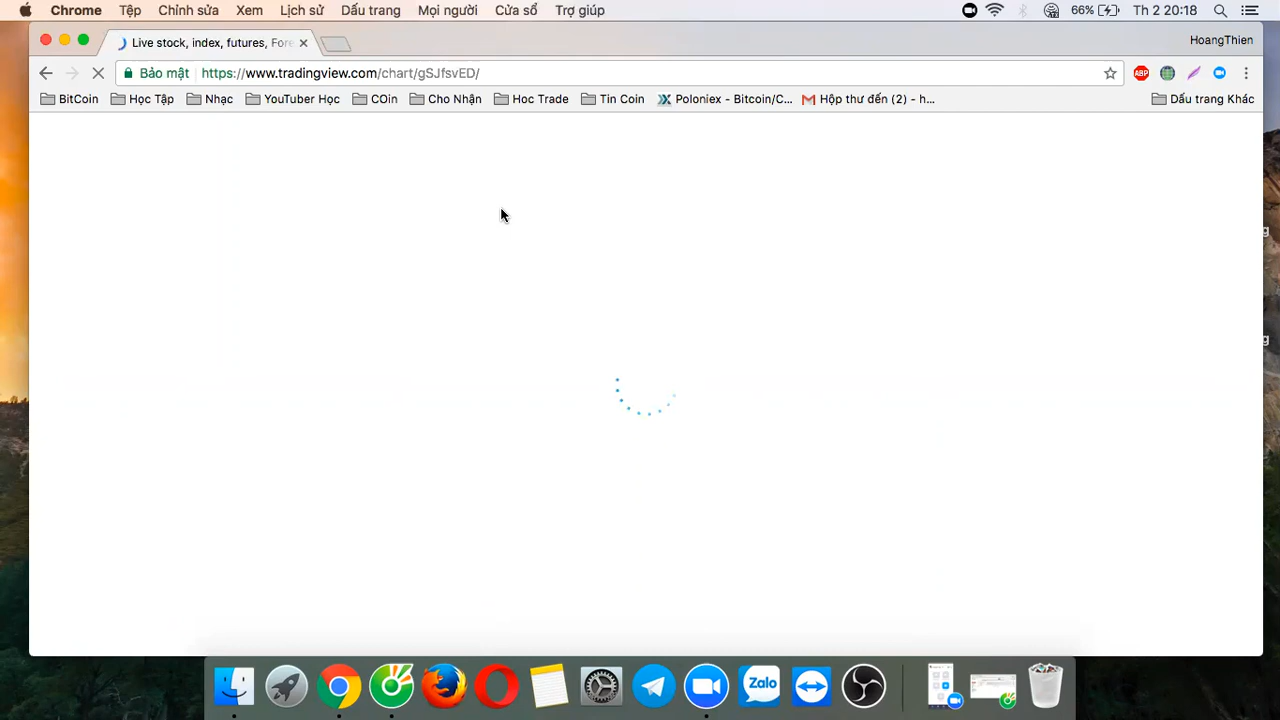 Chrome Tệp Chỉnh sửa Xem Lịch sử Dấu trang Mọi người Cửa sổ Trợ giúp 66% Th 2 20:18
Live stock, index, futures, Fore
HoangThien
Bảo mật https://www.tradingview.com/chart/gSJfsvED/
ABP
BitCoin Học Tập Nhạc YouTuber Học COin Cho Nhận Hoc Trade Tin Coin Poloniex - Bitcoin/C... Hộp thư đến (2) - h... Dấu trang Khác
Zalo